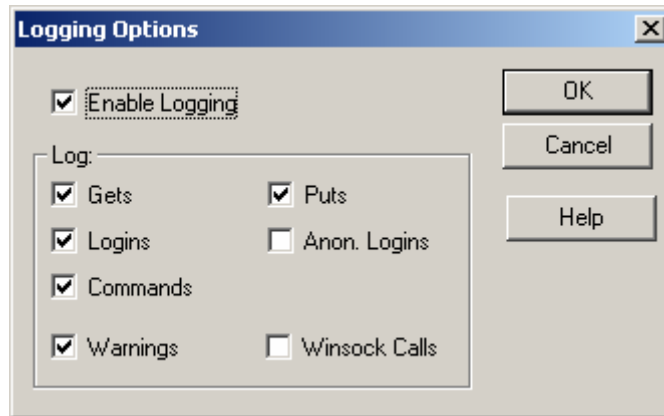 Logging Options
Enable Logging
OK
Cancel
Help
Log:
Gets
Puts
Logins
Anon. Logins
Commands
Warnings
Winsock Calls